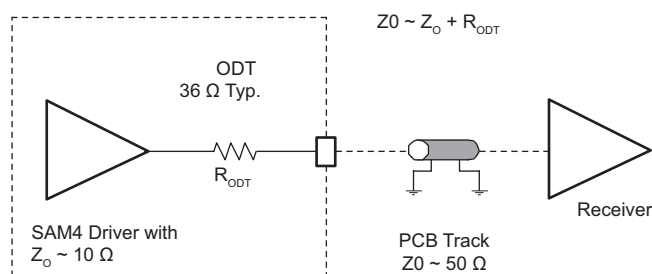 Z0 ~ Z_O + R_ODT
ODT
36 Ω Typ.
R_ODT
SAM4 Driver with
Z_O ~ 10 Ω
PCB Track
Z0 ~ 50 Ω
Receiver